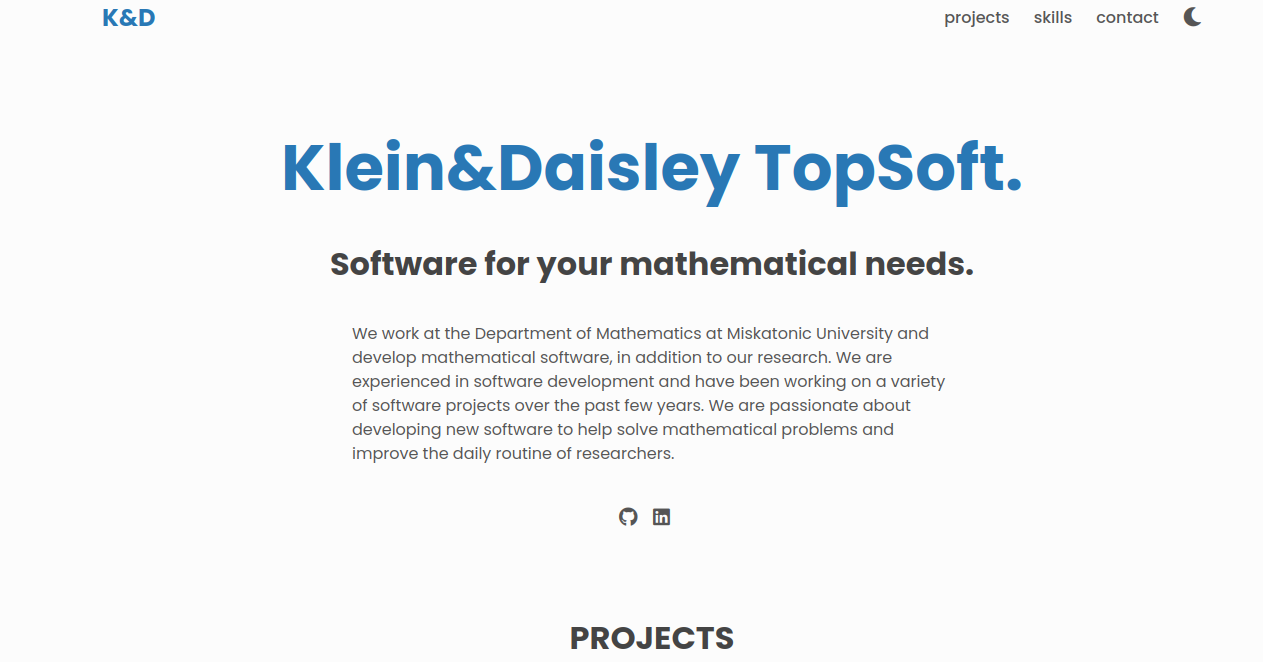 K&D
projects skills contact
Klein&Daisley TopSoft.
Software for your mathematical needs.
We work at the Department of Mathematics at Miskatonic University and
develop mathematical software, in addition to our research. We are
experienced in software development and have been working on a variety
of software projects over the past few years. We are passionate about
developing new software to help solve mathematical problems and
improve the daily routine of researchers.
in
PROJECTS